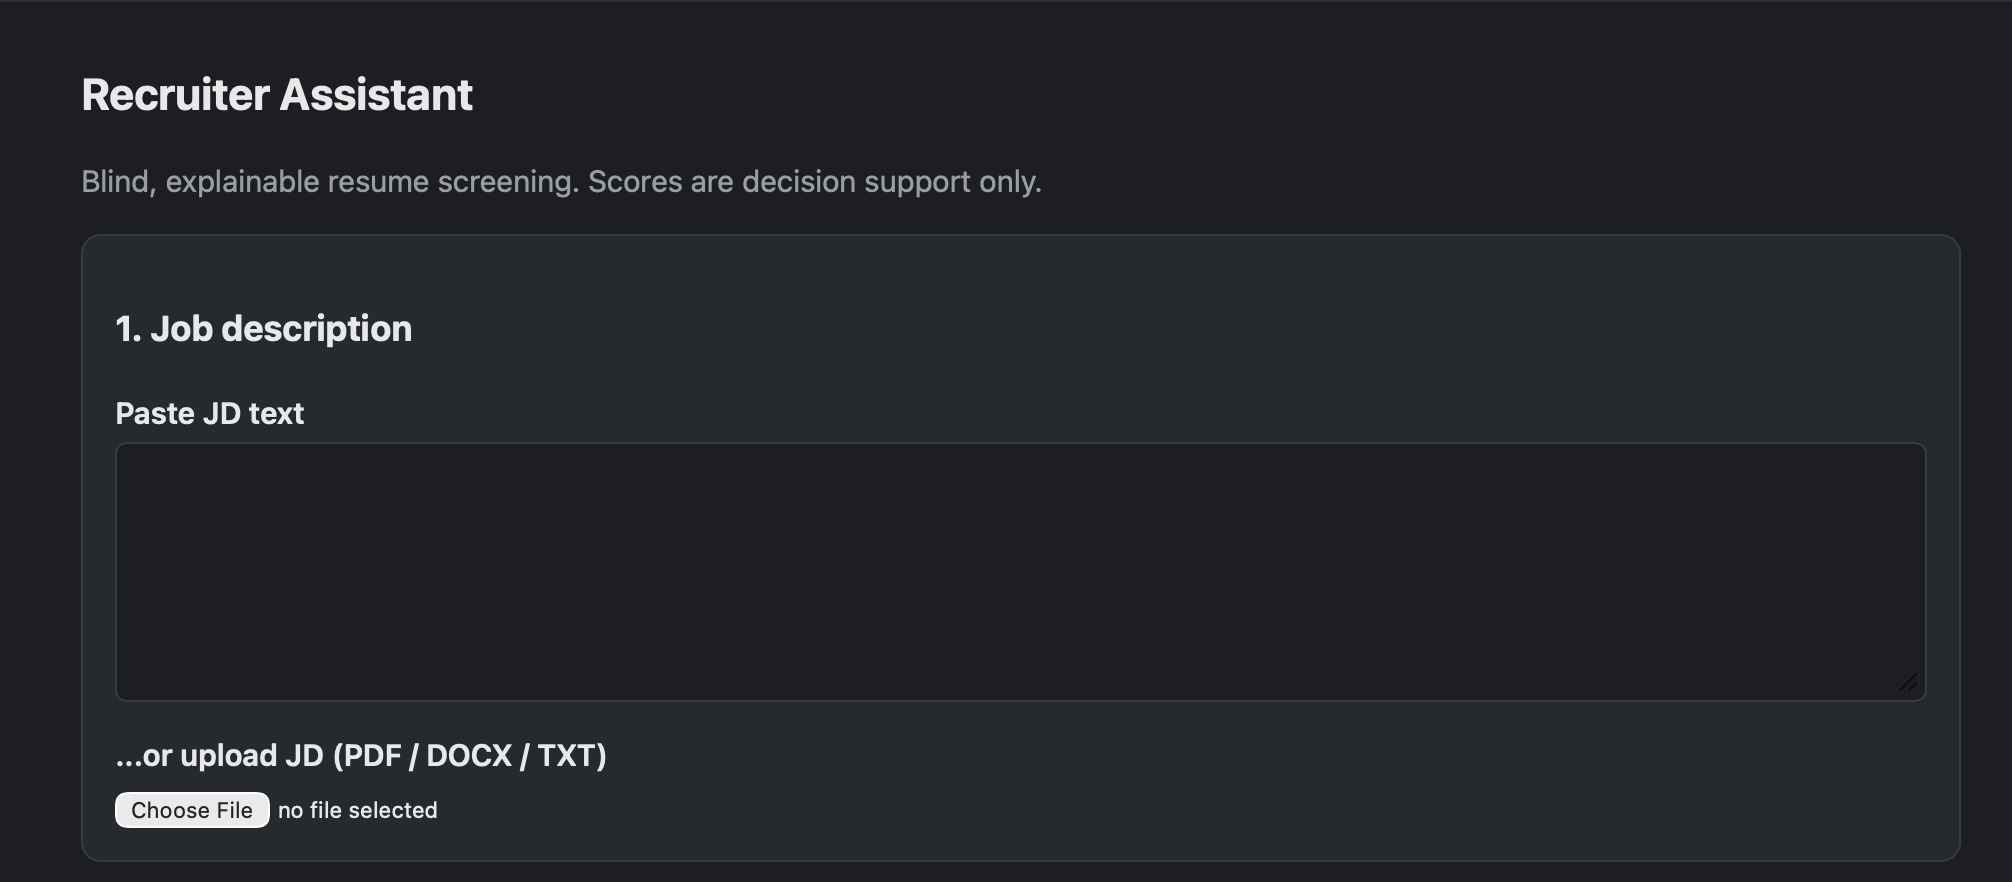 Recruiter Assistant
Blind, explainable resume screening. Scores are decision support only.
1. Job description
Paste JD text
...or upload JD (PDF / DOCX / TXT)
Choose File no file selected